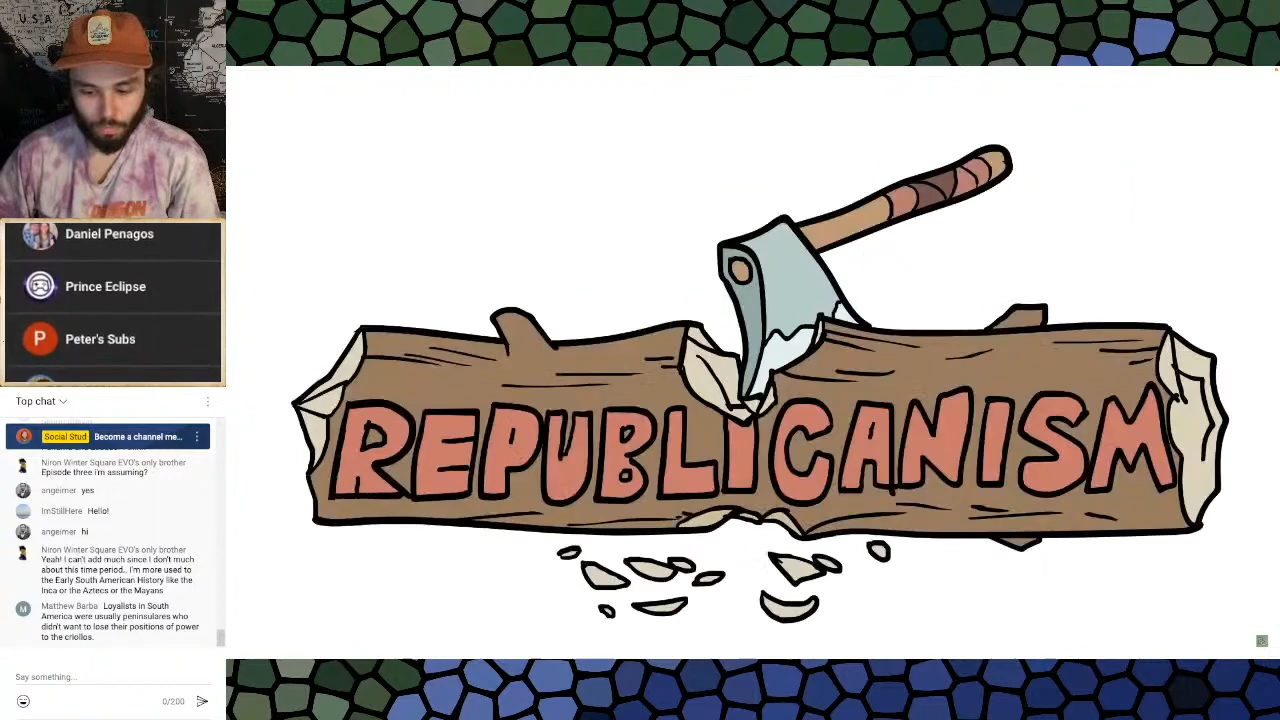 U.S.A
Daniel Penagos
Prince Eclipse
P Peter's Subs
Top chat
Social Stud Become a channel me...
Niron Winter Square EVO's only brother
Episode three i'm assuming?
angeimer yes
ImStillHere Hello!
angeimer hi
Niron Winter Square EVO's only brother
Yeah! I can't add much since I don't much
about this time period.. I'm more used to
the Early South American History like the
Inca or the Aztecs or the Mayans
M Matthew Barba Loyalists in South
America were usually peninsulares who
didn't want to lose their positions of power
to the criollos.
Say something...
0/200
REPUBLICANISM